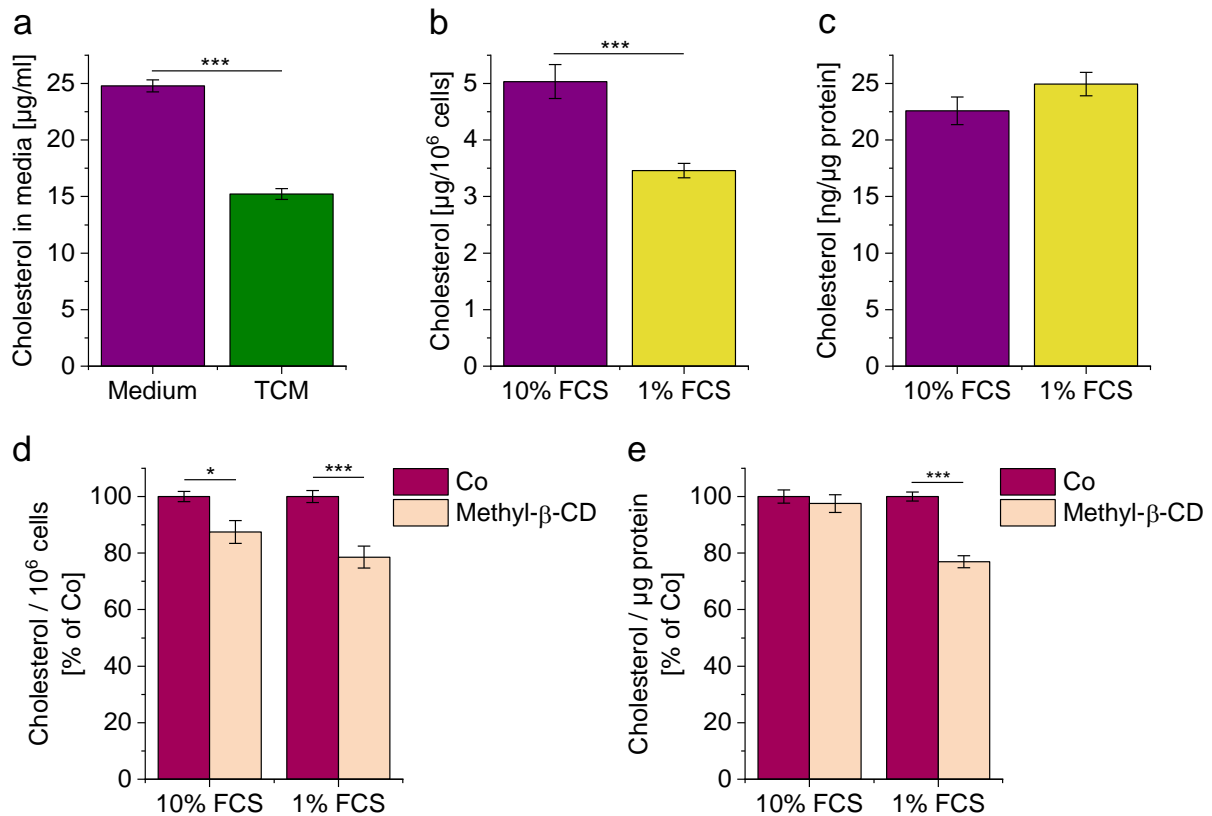 a
Cholesterol in media [µg/ml]
25
20
15
10
5
0
***
Medium
TCM
b
Cholesterol [µg/10⁶ cells]
5
4
3
2
1
0
***
10% FCS
1% FCS
c
Cholesterol [ng/µg protein]
25
20
15
10
5
0
10% FCS
1% FCS
d
Cholesterol / 10⁶ cells
[% of Co]
100
80
60
40
20
0
*
***
Co
Methyl-β-CD
10% FCS
1% FCS
e
Cholesterol / µg protein
[% of Co]
100
80
60
40
20
0
***
Co
Methyl-β-CD
10% FCS
1% FCS